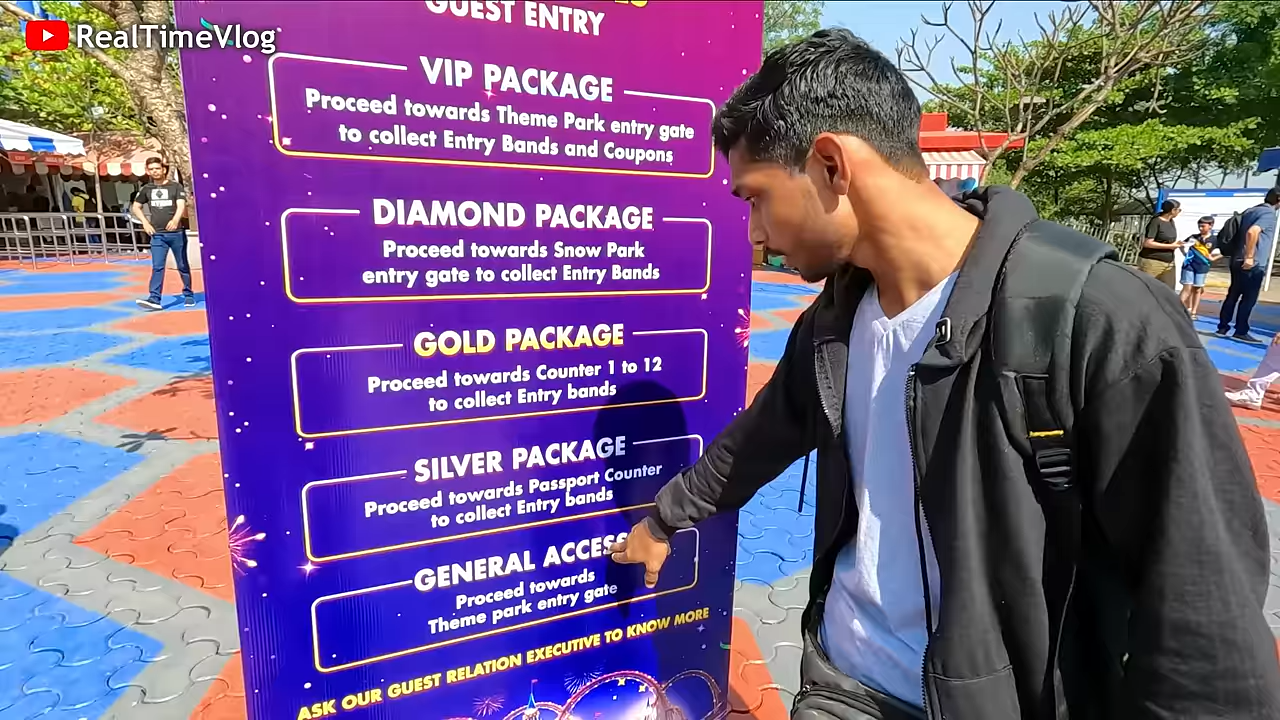 RealTimeVlog
GUEST ENTRY
VIP PACKAGE
Proceed towards Theme Park entry gate
to collect Entry Bands and Coupons
DIAMOND PACKAGE
Proceed towards Snow Park
entry gate to collect Entry Bands
GOLD PACKAGE
Proceed towards Counter 1 to 12
to collect Entry bands
SILVER PACKAGE
Proceed towards Passport Counter
to collect Entry bands
GENERAL ACCESS
Proceed towards
Theme park entry gate
ASK OUR GUEST RELATION EXECUTIVE TO KNOW MORE